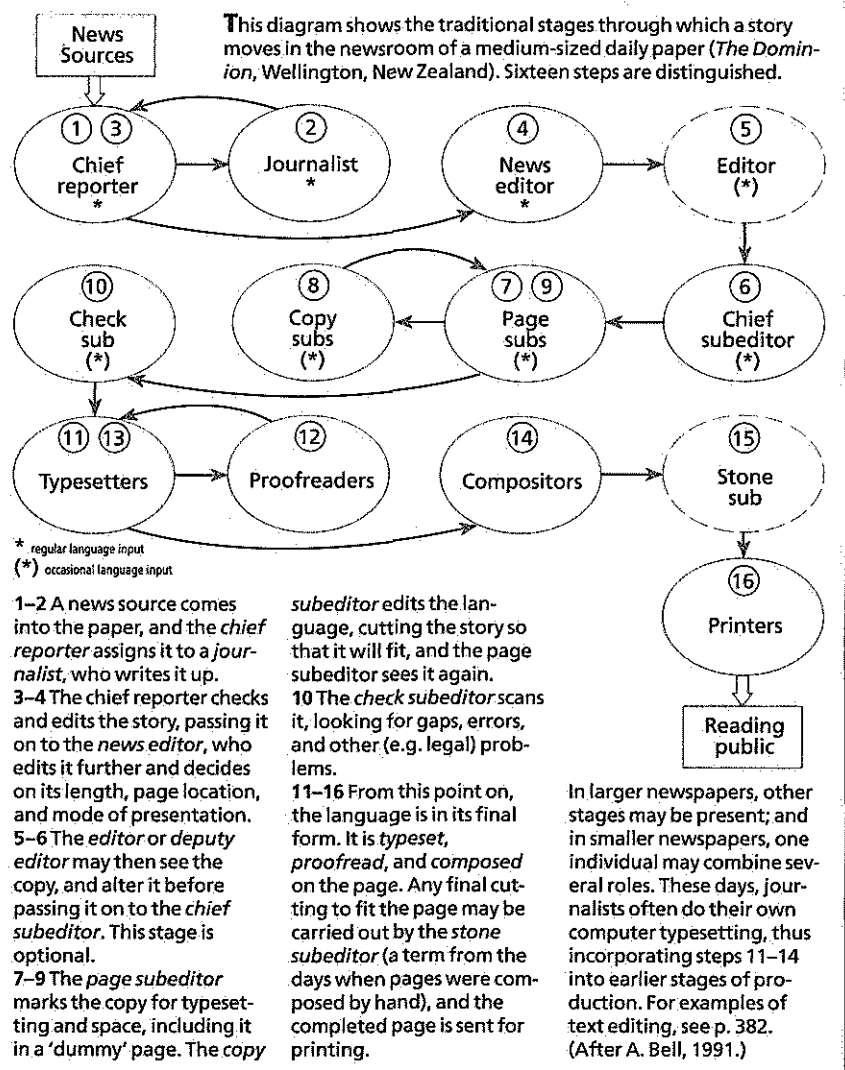 News
Sources
This diagram shows the traditional stages through which a story
moves in the newsroom of a medium-sized daily paper (The Domin-
ion, Wellington, New Zealand). Sixteen steps are distinguished.
1 3
Chief
reporter
*
2
Journalist
*
4
News
editor
*
5
Editor
(*)
10
Check
sub
(*)
8
Copy
subs
(*)
7 9
Page
subs
(*)
6
Chief
subeditor
(*)
11 13
Typesetters
12
Proofreaders
14
Compositors
15
Stone
sub
* regular language input
(*) occasional language input
16
Printers
Reading
public
1–2 A news source comes
into the paper, and the chief
reporter assigns it to a jour-
nalist, who writes it up.
3–4 The chief reporter checks
and edits the story, passing it
on to the news editor, who
edits it further and decides
on its length, page location,
and mode of presentation.
5–6 The editor or deputy
editor may then see the
copy, and alter it before
passing it on to the chief
subeditor. This stage is
optional.
7–9 The page subeditor
marks the copy for typeset-
ting and space, including it
in a 'dummy' page. The copy
subeditor edits the lan-
guage, cutting the story so
that it will fit, and the page
subeditor sees it again.
10 The check subeditor scans
it, looking for gaps, errors,
and other (e.g. legal) prob-
lems.
11–16 From this point on,
the language is in its final
form. It is typeset,
proofread, and composed
on the page. Any final cut-
ting to fit the page may be
carried out by the stone
subeditor (a term from the
days when pages were com-
posed by hand), and the
completed page is sent for
printing.
In larger newspapers, other
stages may be present; and
in smaller newspapers, one
individual may combine sev-
eral roles. These days, jour-
nalists often do their own
computer typesetting, thus
incorporating steps 11–14
into earlier stages of pro-
duction. For examples of
text editing, see p. 382.
(After A. Bell, 1991.)